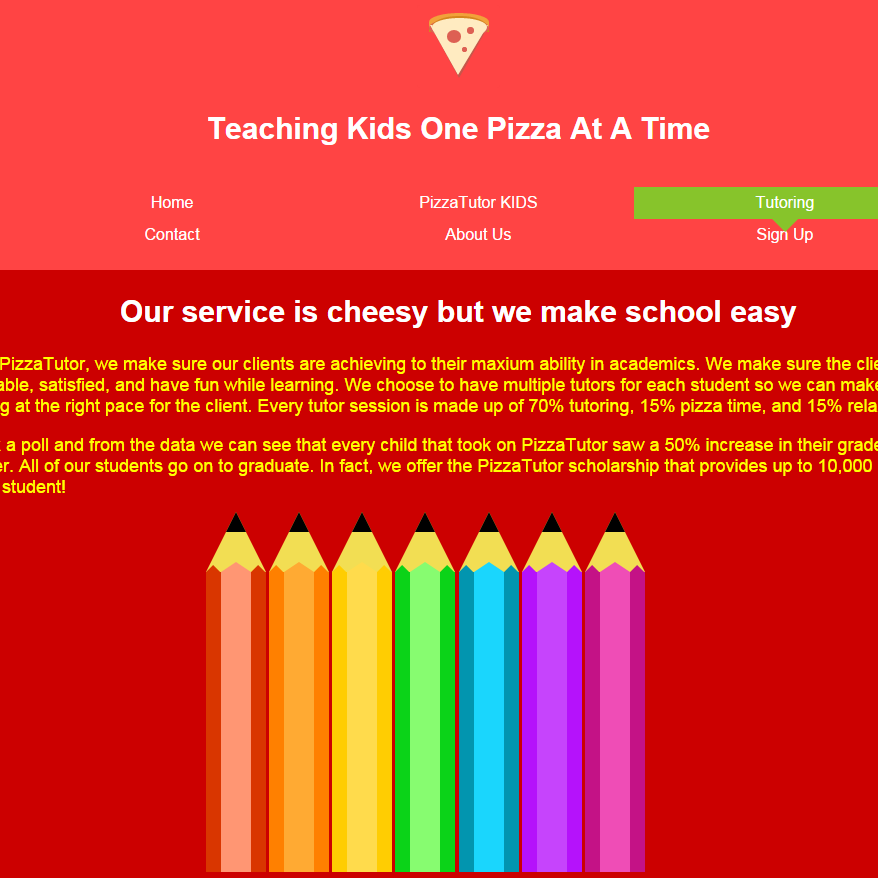 Teaching Kids One Pizza At A Time
Home PizzaTutor KIDS Tutoring
Contact About Us Sign Up
Our service is cheesy but we make school easy
PizzaTutor, we make sure our clients are achieving to their maxium ability in academics. We make sure the clie
able, satisfied, and have fun while learning. We choose to have multiple tutors for each student so we can make
g at the right pace for the client. Every tutor session is made up of 70% tutoring, 15% pizza time, and 15% rela
a poll and from the data we can see that every child that took on PizzaTutor saw a 50% increase in their grade
er. All of our students go on to graduate. In fact, we offer the PizzaTutor scholarship that provides up to 10,000
student!